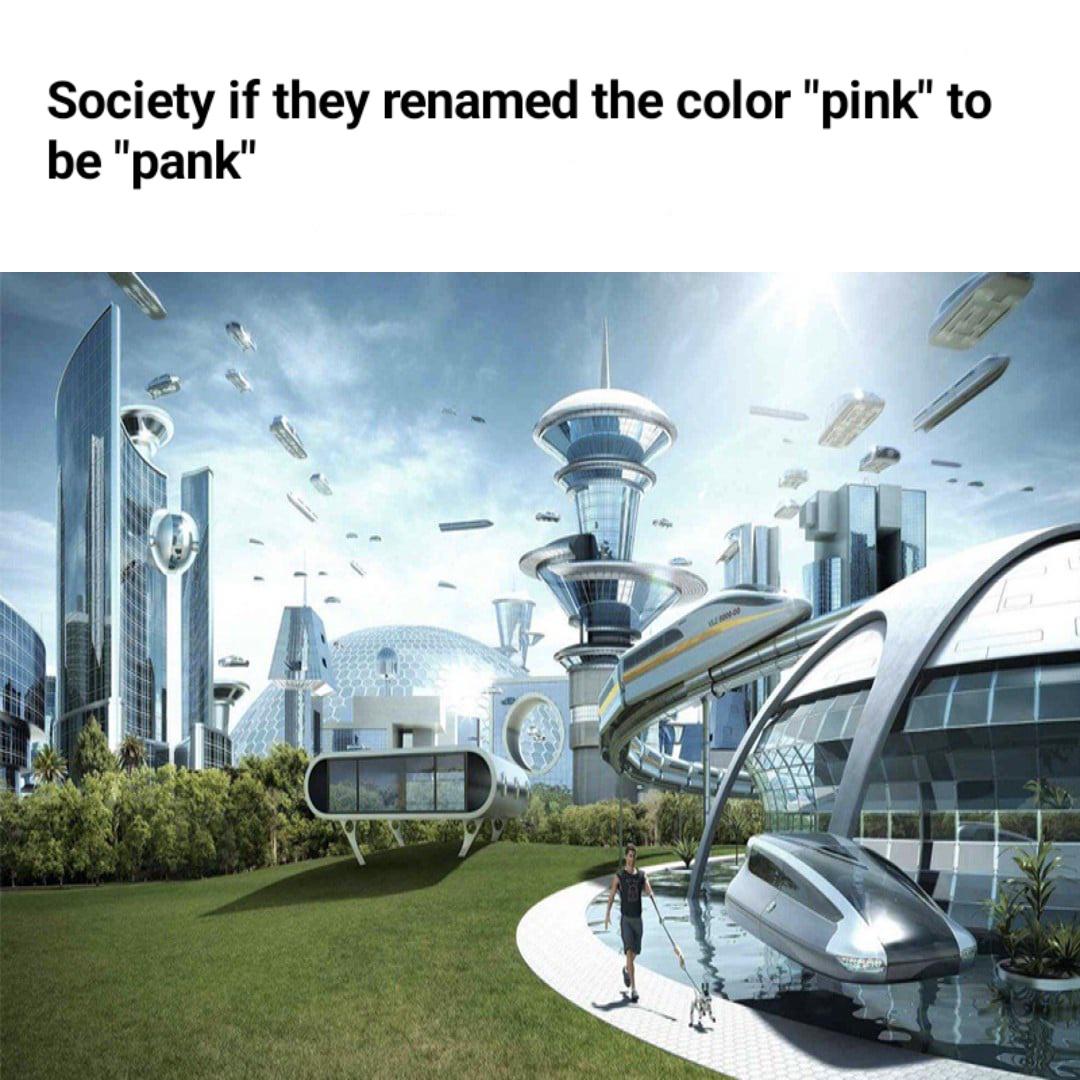 Society if they renamed the color "pink" to
be "pank"